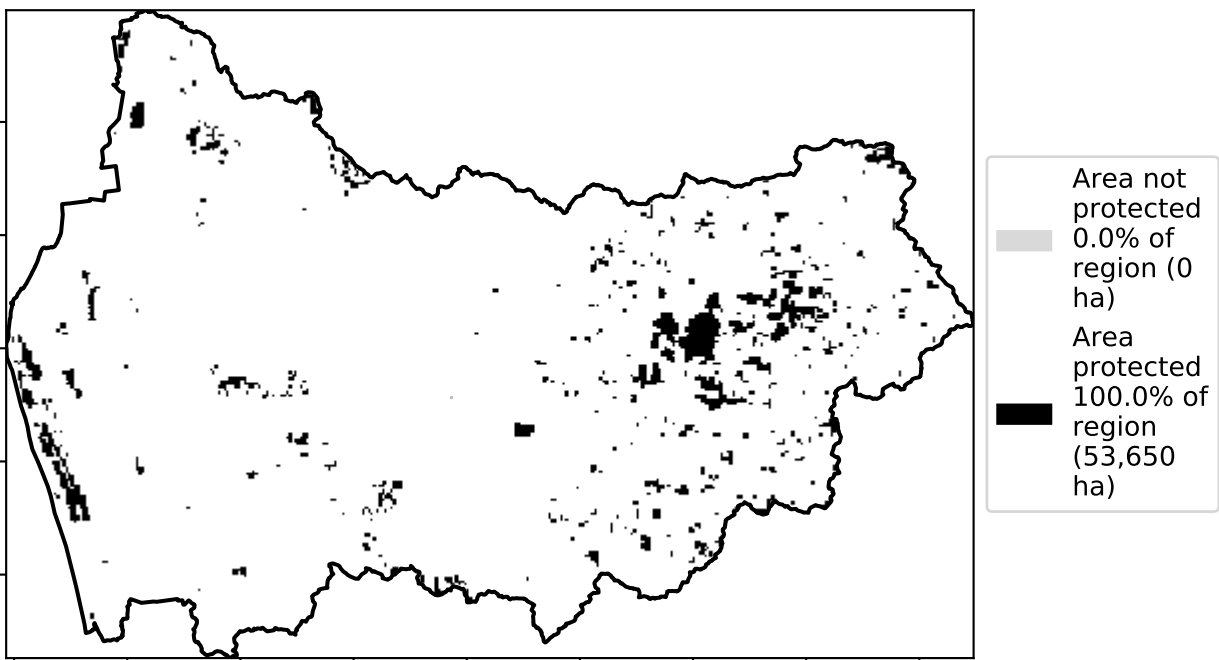 Area not
protected
0.0% of
region (0
ha)
Area
protected
100.0% of
region
(53,650
ha)